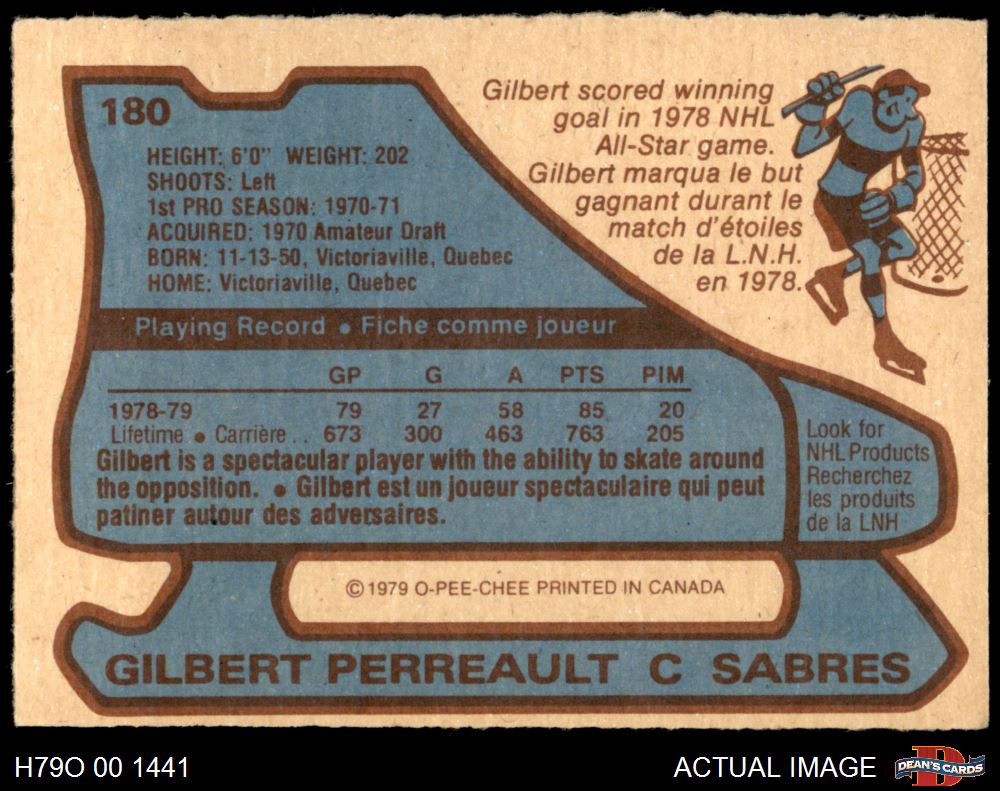 180
HEIGHT: 6'0" WEIGHT: 202
SHOOTS: Left
1st PRO SEASON: 1970-71
ACQUIRED: 1970 Amateur Draft
BORN: 11-13-50, Victoriaville, Quebec
HOME: Victoriaville, Quebec
Gilbert scored winning
goal in 1978 NHL
All-Star game.
Gilbert marqua le but
gagnant durant le
match d'étoiles
de la L.N.H.
en 1978.
Playing Record • Fiche comme joueur
GP G A PTS PIM
1978-79 79 27 58 85 20
Lifetime • Carrière . . 673 300 463 763 205
Gilbert is a spectacular player with the ability to skate around
the opposition. • Gilbert est un joueur spectaculaire qui peut
patiner autour des adversaires.
Look for
NHL Products
Recherchez
les produits
de la LNH
© 1979 O-PEE-CHEE PRINTED IN CANADA
GILBERT PERREAULT C SABRES
H79O 00 1441
ACTUAL IMAGE
D
DEAN'S CARDS